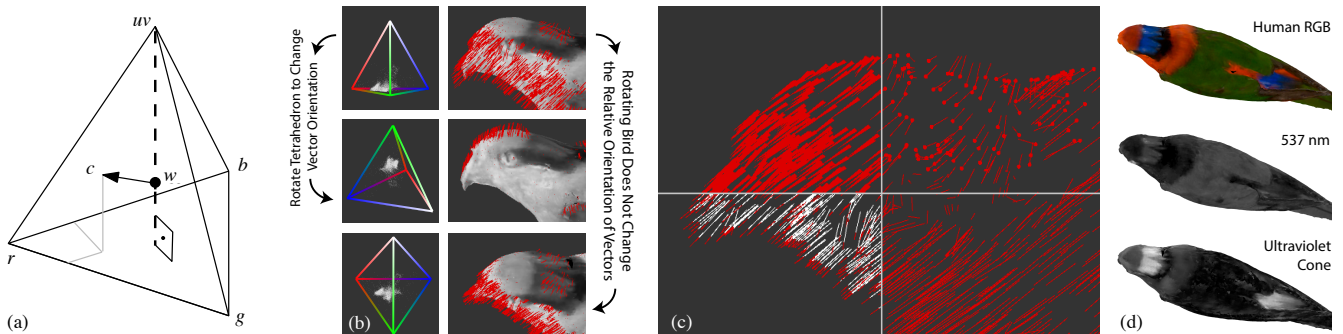 uv
b
c
w
r
g
(a)
Rotate Tetrahedron to Change
Vector Orientation
(b)
Rotating Bird Does Not Change
the Relative Orientation of Vectors
(c)
Human RGB
537 nm
Ultraviolet
Cone
(d)